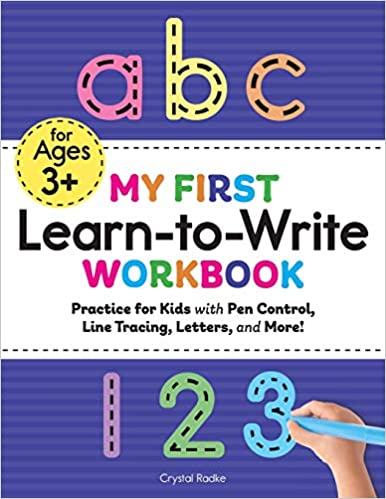 abc
for
Ages
3+
MY FIRST
Learn-to-Write
WORKBOOK
Practice for Kids with Pen Control,
Line Tracing, Letters, and More!
123
Crystal Radke